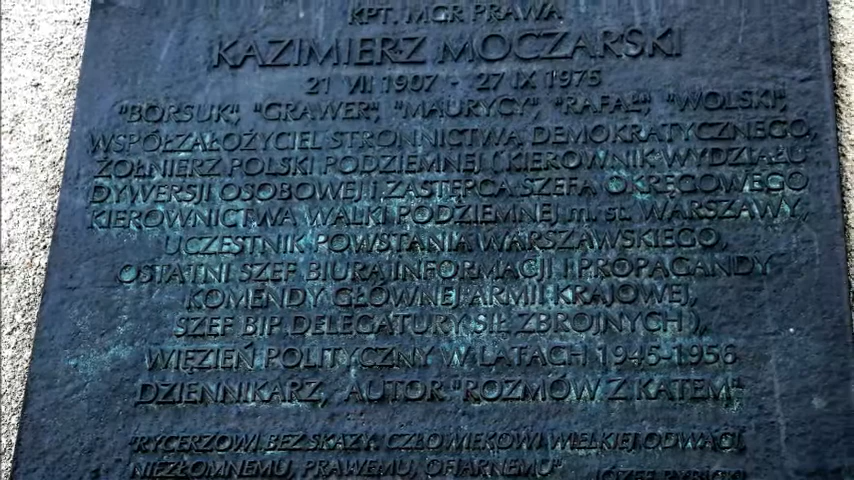 KPT. MGR PRAWA
KAZIMIERZ MOCZARSKI
21 VII 1907 - 27 IX 1975
"BORSUK", "GRAWER", "MAURYCY", "RAFAŁ", "WOLSKI",
WSPÓŁZAŁOŻYCIEL STRONNICTWA DEMOKRATYCZNEGO,
ŻOŁNIERZ POLSKI PODZIEMNEJ ( KIEROWNIK WYDZIAŁU
DYWERSJI OSOBOWEJ I ZASTĘPCA SZEFA OKRĘGOWEGO
KIEROWNICTWA WALKI PODZIEMNEJ m. st. WARSZAWY,
UCZESTNIK POWSTANIA WARSZAWSKIEGO,
OSTATNI SZEF BIURA INFORMACJI I PROPAGANDY
KOMENDY GŁÓWNEJ ARMII KRAJOWEJ,
SZEF BIP DELEGATURY SIŁ ZBROJNYCH ),
WIĘZIEŃ POLITYCZNY W LATACH 1945-1956
DZIENNIKARZ, AUTOR "ROZMÓW Z KATEM"
"RYCERZOWI BEZ SKAZY, CZŁOWIEKOWI WIELKIEJ ODWAGI,
NIEZŁOMNEMU, PRAWEMU, OFIARNEMU" JÓZEF RYBICKI